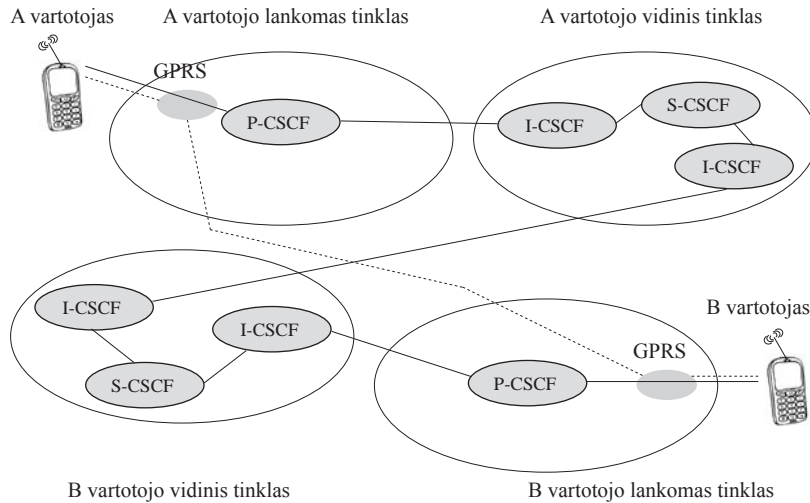 A vartotojas
A vartotojo lankomas tinklas
A vartotojo vidinis tinklas
GPRS
P-CSCF
I-CSCF
S-CSCF
I-CSCF
I-CSCF
I-CSCF
S-CSCF
B vartotojas
GPRS
P-CSCF
B vartotojo vidinis tinklas
B vartotojo lankomas tinklas